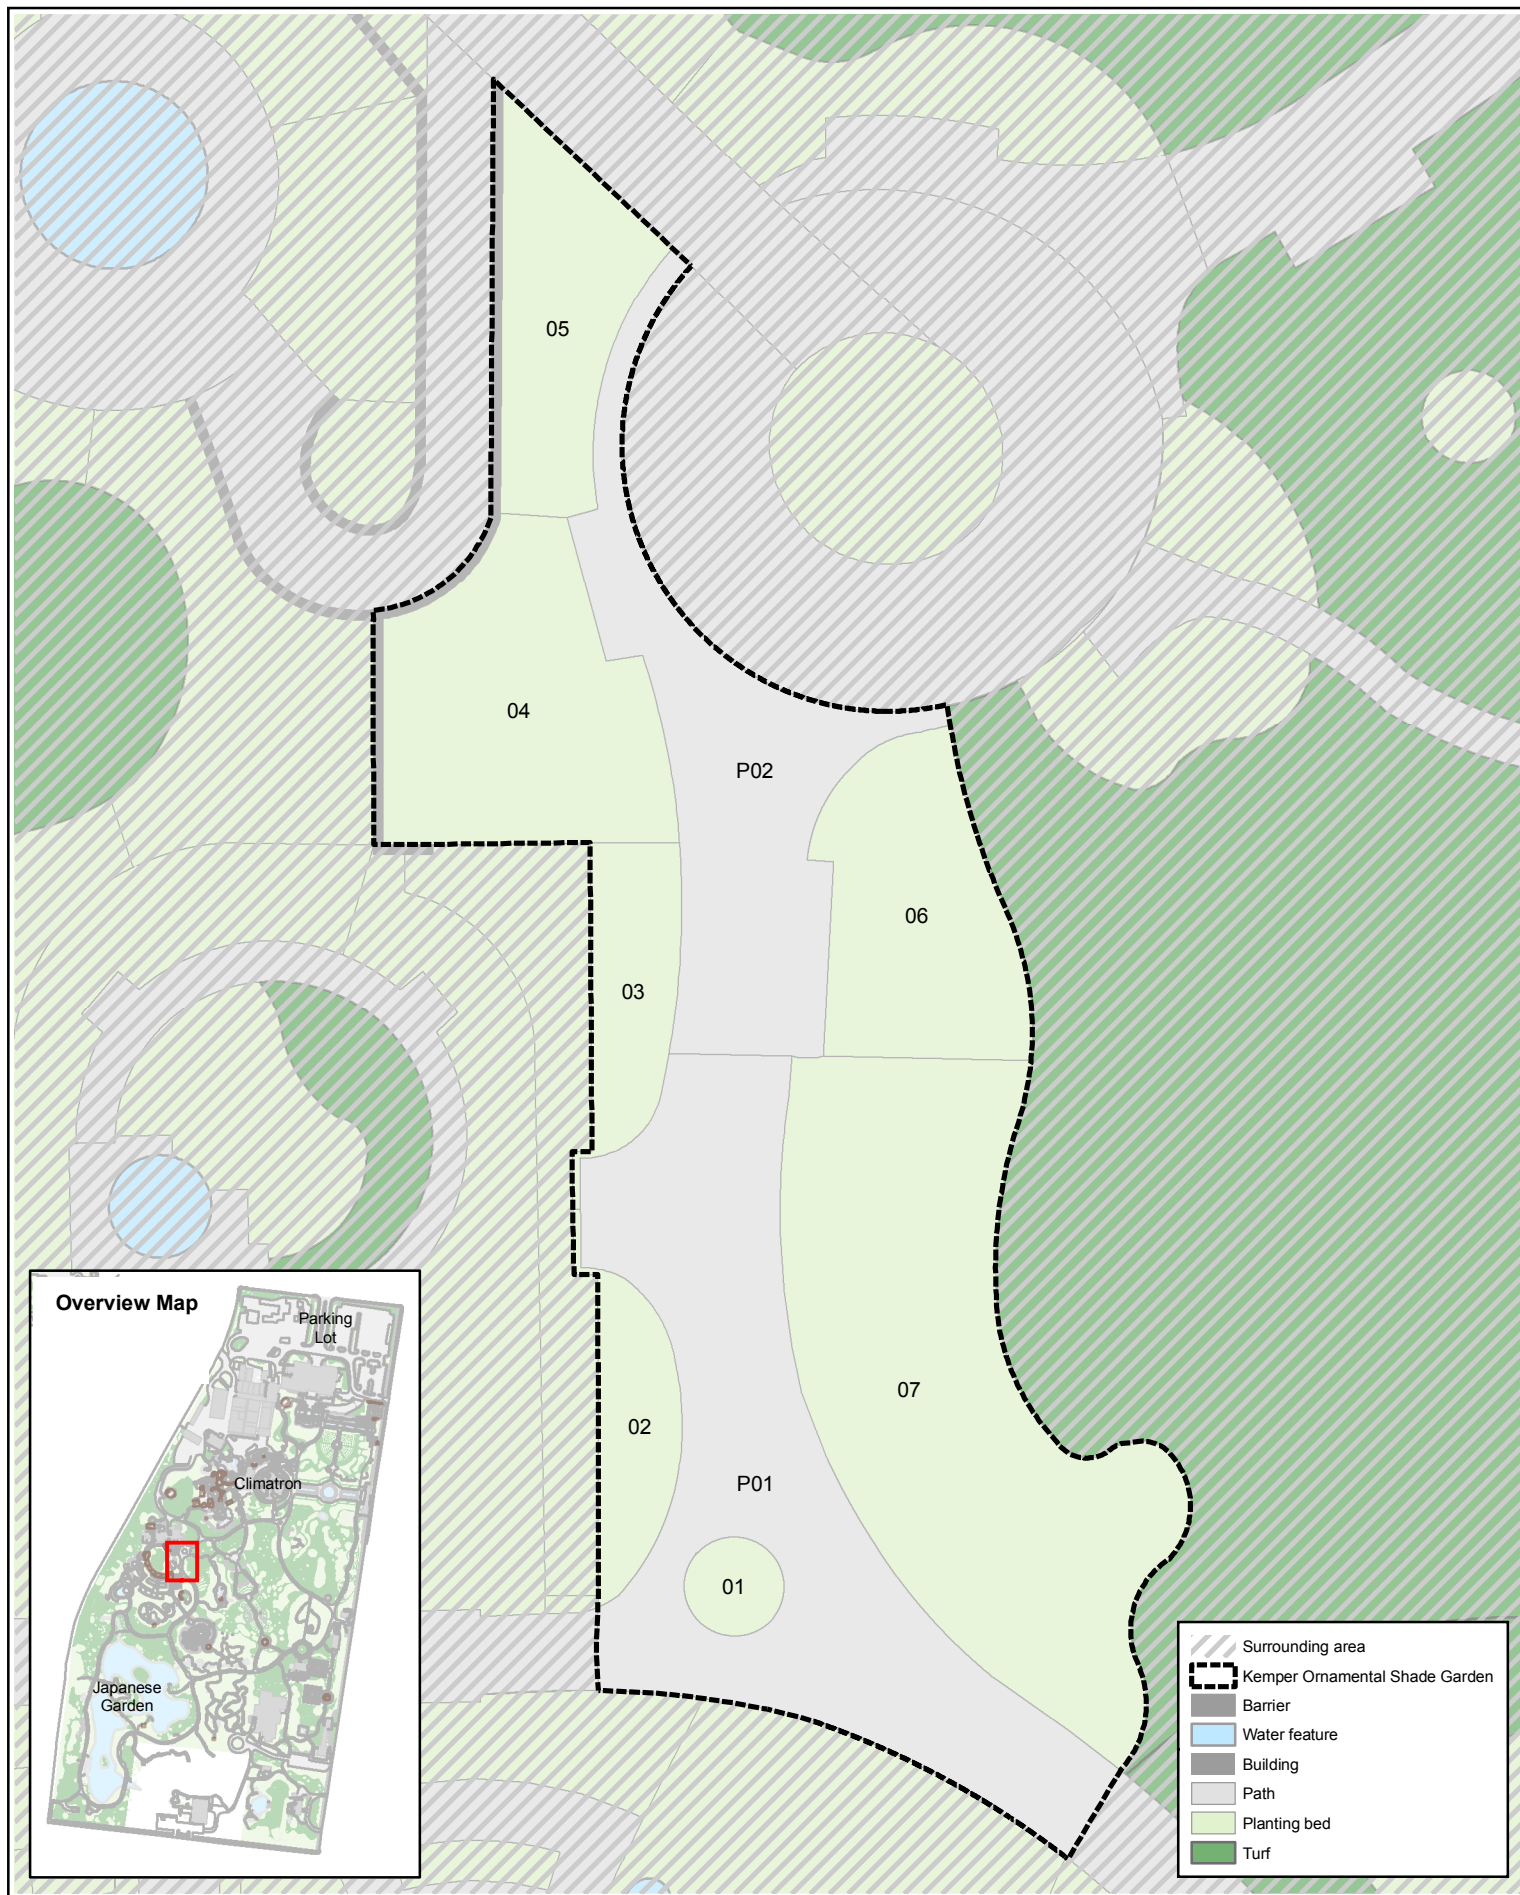 05
04
P02
06
03
07
02
P01
01
Overview Map
Parking
Lot
Climatron
Japanese
Garden
Surrounding area
Kemper Ornamental Shade Garden
Barrier
Water feature
Building
Path
Planting bed
Turf